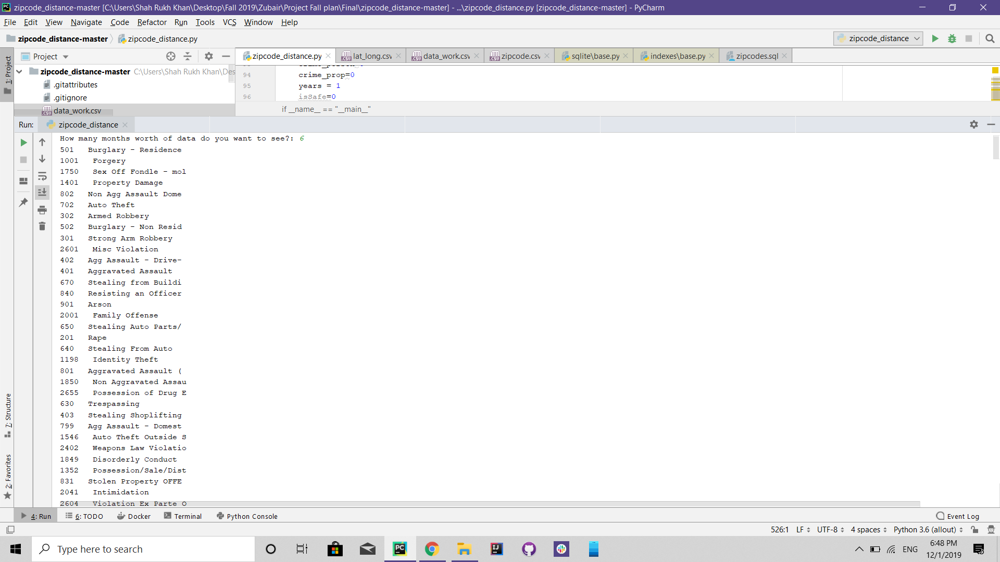 zipcode_distance-master [C:\Users\Shah Rukh Khan\Desktop\Fall 2019\Zubair\Project Fall plan\Final\zipcode_distance-master] - ...\zipcode_distance.py [zipcode_distance-master] - PyCharm
File Edit View Navigate Code Refactor Run Tools VCS Window Help
zipcode_distance-master zipcode_distance.py zipcode_distance
Project zipcode_distance.py lat_long.csv data_work.csv zipcode.csv sqlite\base.py indexes\base.py zipcodes.sql
1: Project
zipcode_distance-master C:\Users\Shah Rukh Khan\Des
.gitattributes
.gitignore
data_work.csv
94 crime_prop=0
95 years = 1
96 isSafe=0
if __name__ == "__main__"
Run: zipcode_distance
How many months worth of data do you want to see?: 6
501 Burglary - Residence
1001 Forgery
1750 Sex Off Fondle - mol
1401 Property Damage
802 Non Agg Assault Dome
702 Auto Theft
302 Armed Robbery
502 Burglary - Non Resid
301 Strong Arm Robbery
2601 Misc Violation
402 Agg Assault - Drive-
401 Aggravated Assault
670 Stealing from Buildi
840 Resisting an Officer
901 Arson
2001 Family Offense
650 Stealing Auto Parts/
201 Rape
640 Stealing From Auto
1198 Identity Theft
801 Aggravated Assault (
1850 Non Aggravated Assau
2655 Possession of Drug E
630 Trespassing
403 Stealing Shoplifting
799 Agg Assault - Domest
1546 Auto Theft Outside S
2402 Weapons Law Violatio
1849 Disorderly Conduct
1352 Possession/Sale/Dist
831 Stolen Property OFFE
2041 Intimidation
2604 Violation Ex Parte O
7: Structure
2: Favorites
4: Run 6: TODO Docker Terminal Python Console Event Log
526:1 LF UTF-8 4 spaces Python 3.6 (allout)
Type here to search
ENG
6:48 PM
12/1/2019